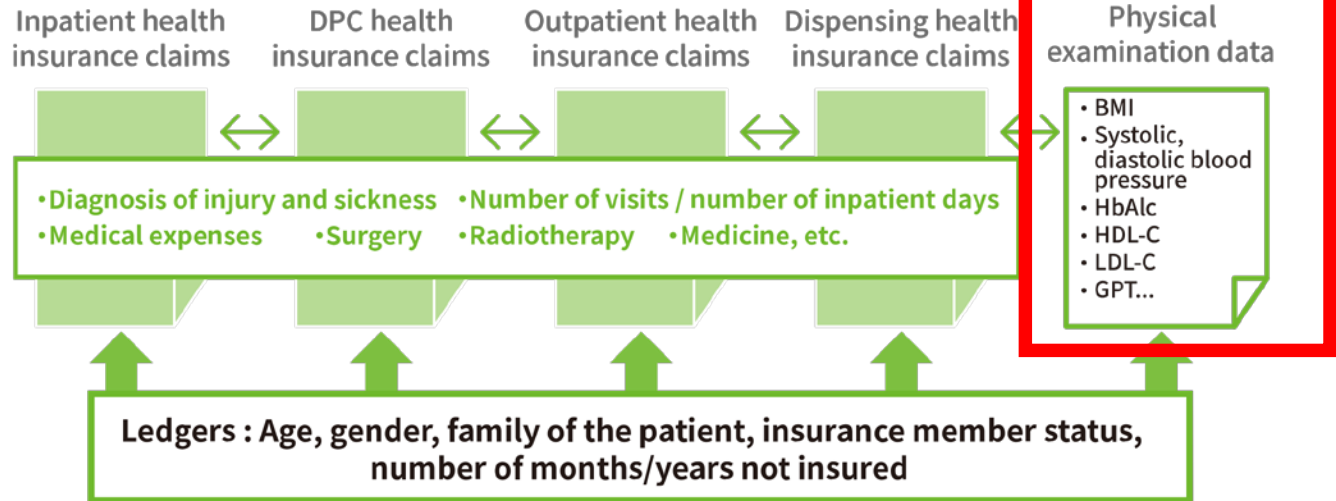 Inpatient health
insurance claims
DPC health
insurance claims
Outpatient health
insurance claims
Dispensing health
insurance claims
Physical
examination data
• BMI
• Systolic,
diastolic blood
pressure
• HbAlc
• HDL-C
• LDL-C
• GPT...
•Diagnosis of injury and sickness •Number of visits / number of inpatient days
•Medical expenses •Surgery •Radiotherapy •Medicine, etc.
Ledgers : Age, gender, family of the patient, insurance member status,
number of months/years not insured